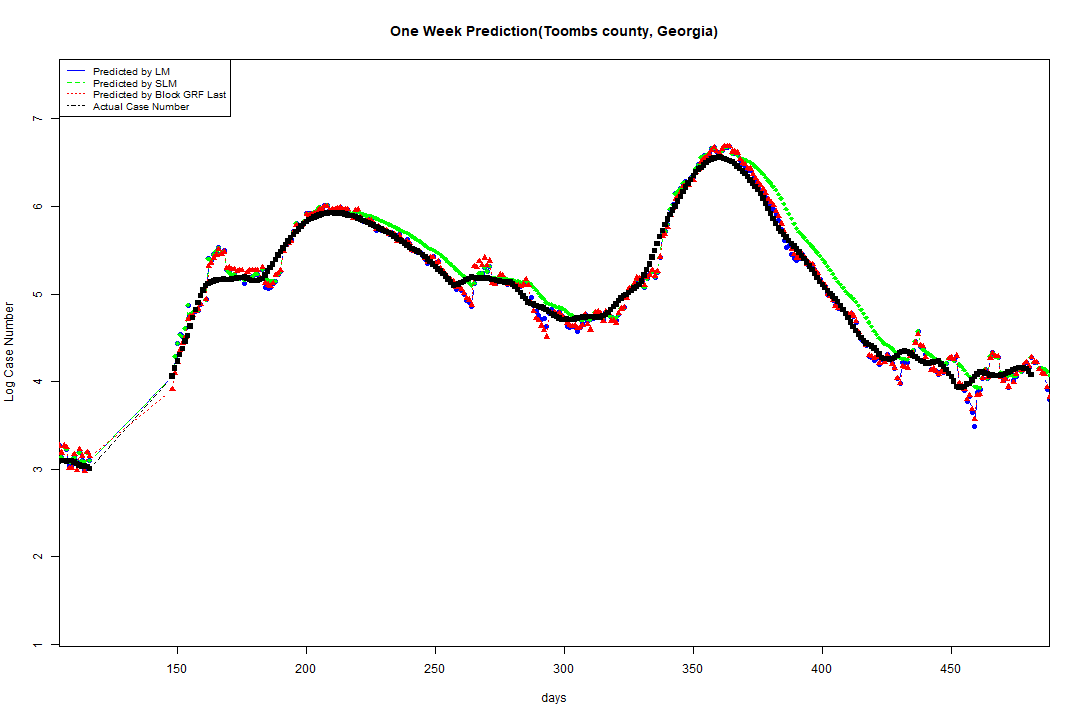 One Week Prediction(Toombs county, Georgia)
Predicted by LM
Predicted by SLM
Predicted by Block GRF Last
Actual Case Number
Log Case Number
7
6
5
4
3
2
1
150 200 250 300 350 400 450
days